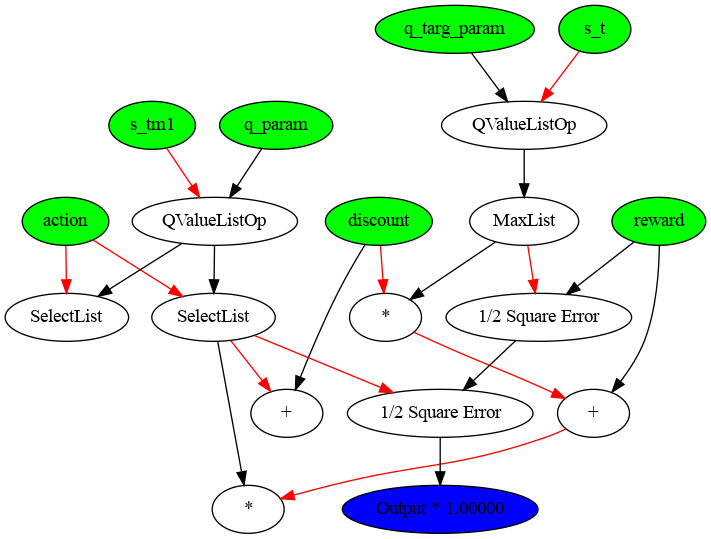 q_targ_param
s_t
s_tm1
q_param
QValueListOp
action
QValueListOp
discount
MaxList
reward
SelectList
SelectList
*
1/2 Square Error
+
1/2 Square Error
+
*
Output * 1.00000